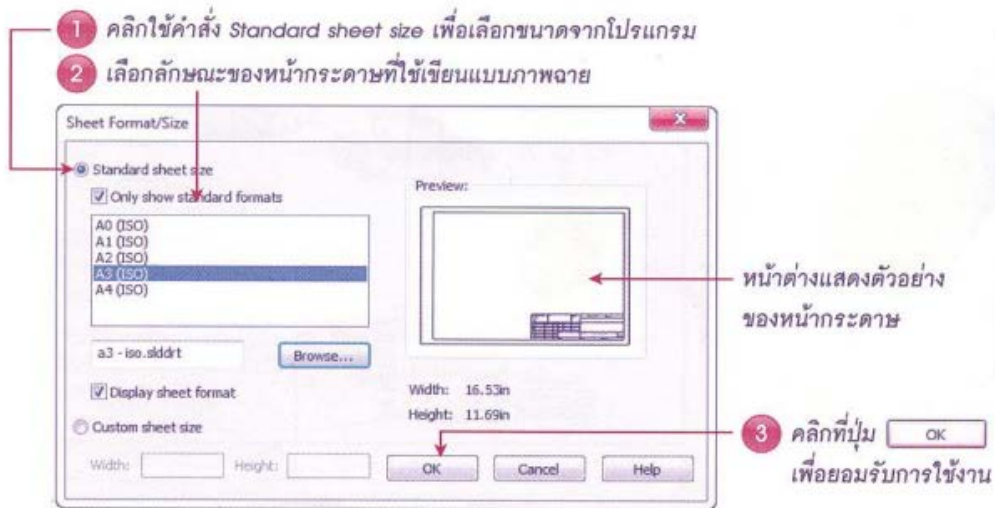 1 คลิกใช้คำสั่ง Standard sheet size เพื่อเลือกขนาดจากโปรแกรม
2 เลือกลักษณะของหน้ากระดาษที่ใช้เขียนแบบภาพฉาย
Sheet Format/Size
Standard sheet size
Only show standard formats
A0 (ISO)
A1 (ISO)
A2 (ISO)
A3 (ISO)
A4 (ISO)
a3 - iso.slddrt
Browse...
Display sheet format
Custom sheet size
Width:
Height:
Preview:
Width: 16.53in
Height: 11.69in
OK
Cancel
Help
หน้าต่างแสดงตัวอย่าง
ของหน้ากระดาษ
3 คลิกที่ปุ่ม OK
เพื่อยอมรับการใช้งาน